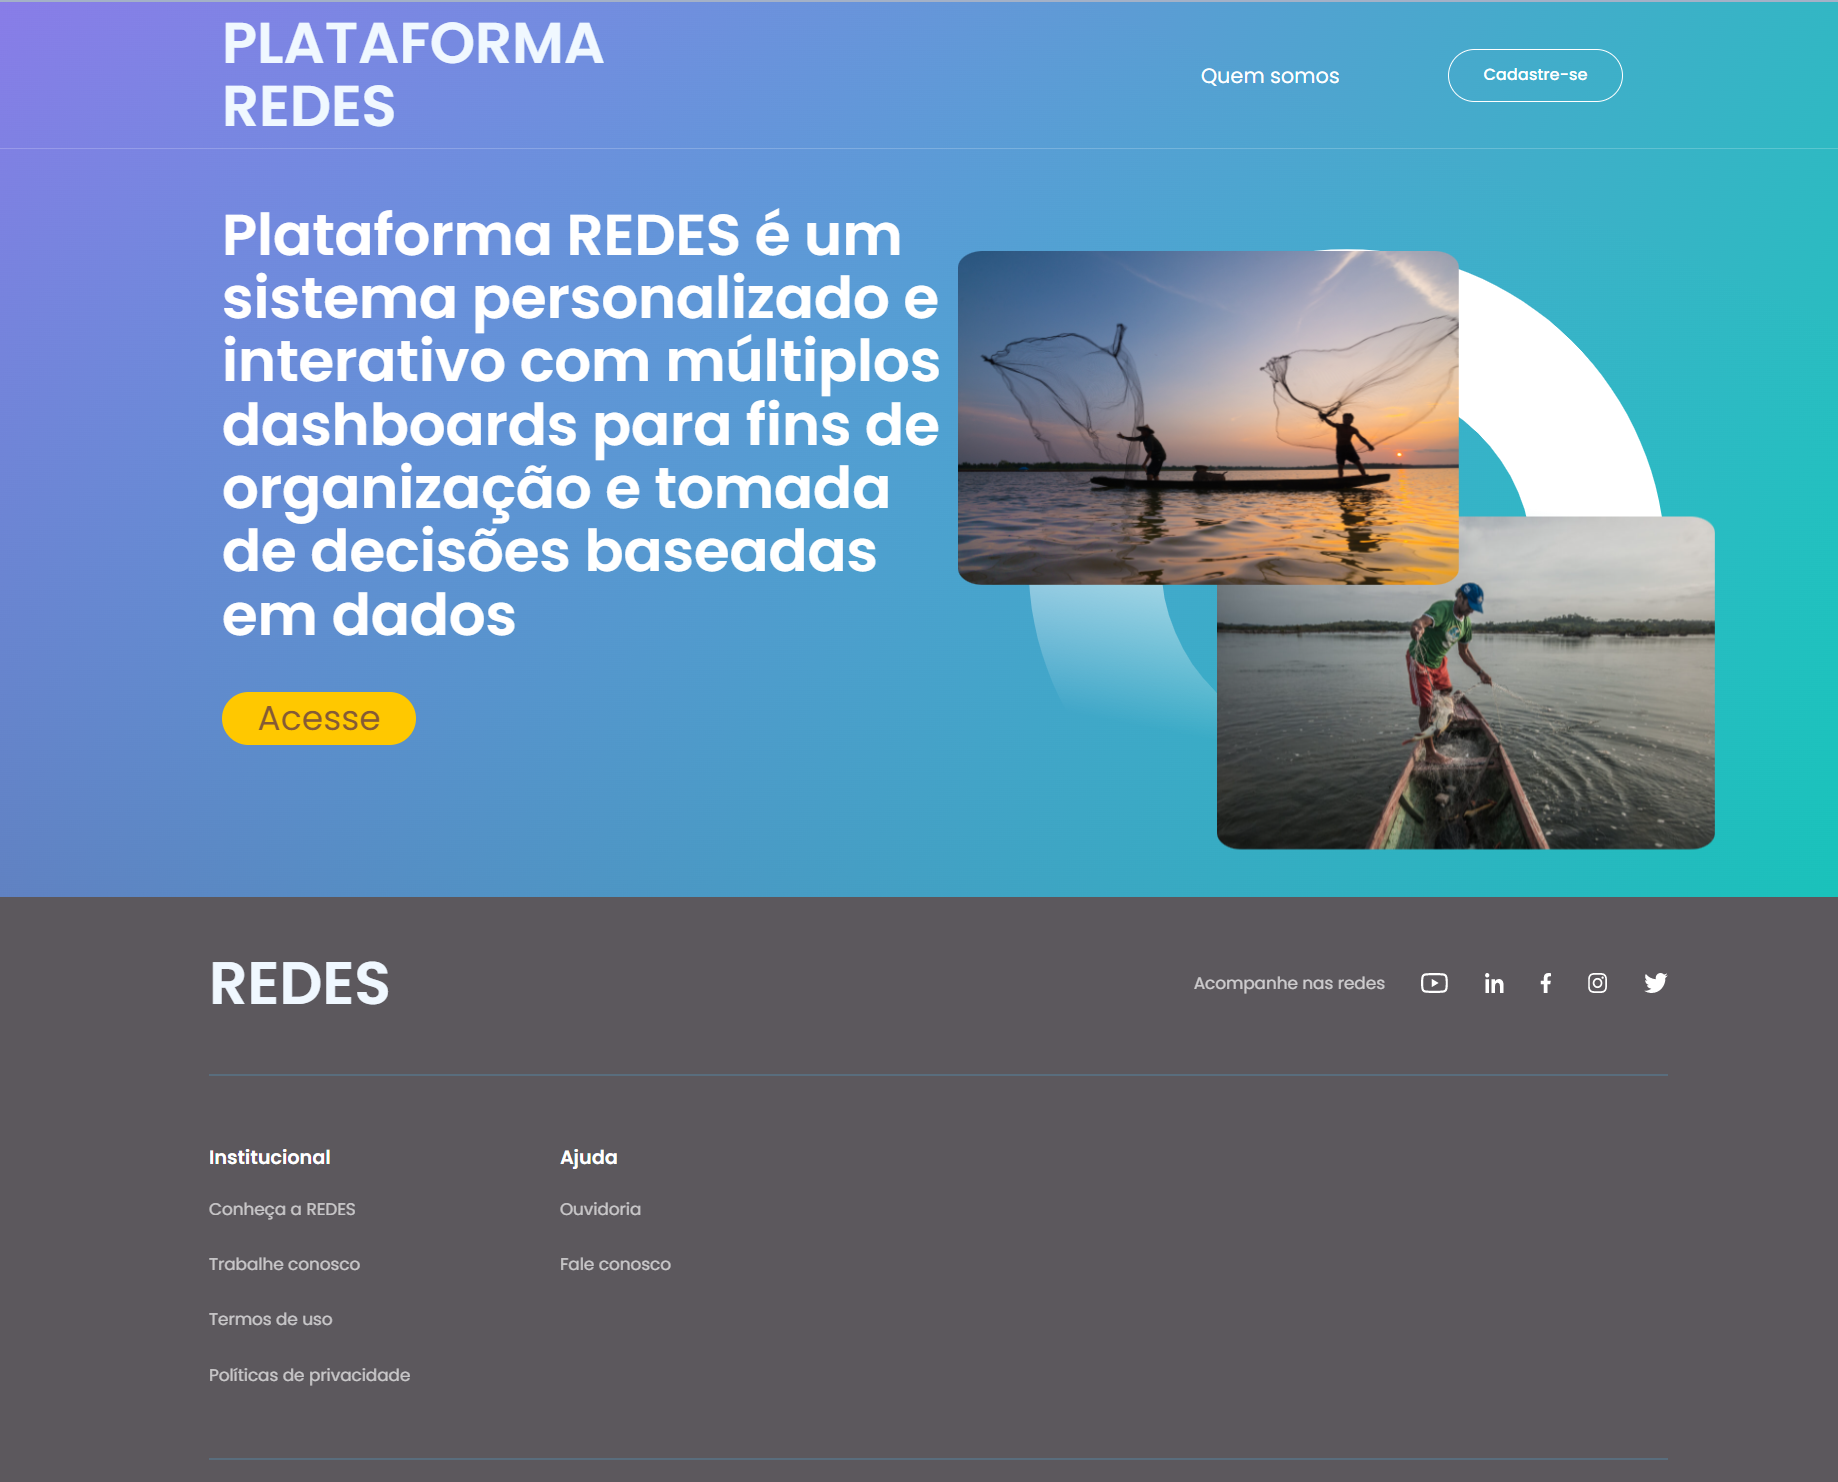 PLATAFORMA
REDES
Quem somos
Cadastre-se
Plataforma REDES é um
sistema personalizado e
interativo com múltiplos
dashboards para fins de
organização e tomada
de decisões baseadas
em dados
Acesse
REDES
Acompanhe nas redes
Institucional
Conheça a REDES
Trabalhe conosco
Termos de uso
Políticas de privacidade
Ajuda
Ouvidoria
Fale conosco